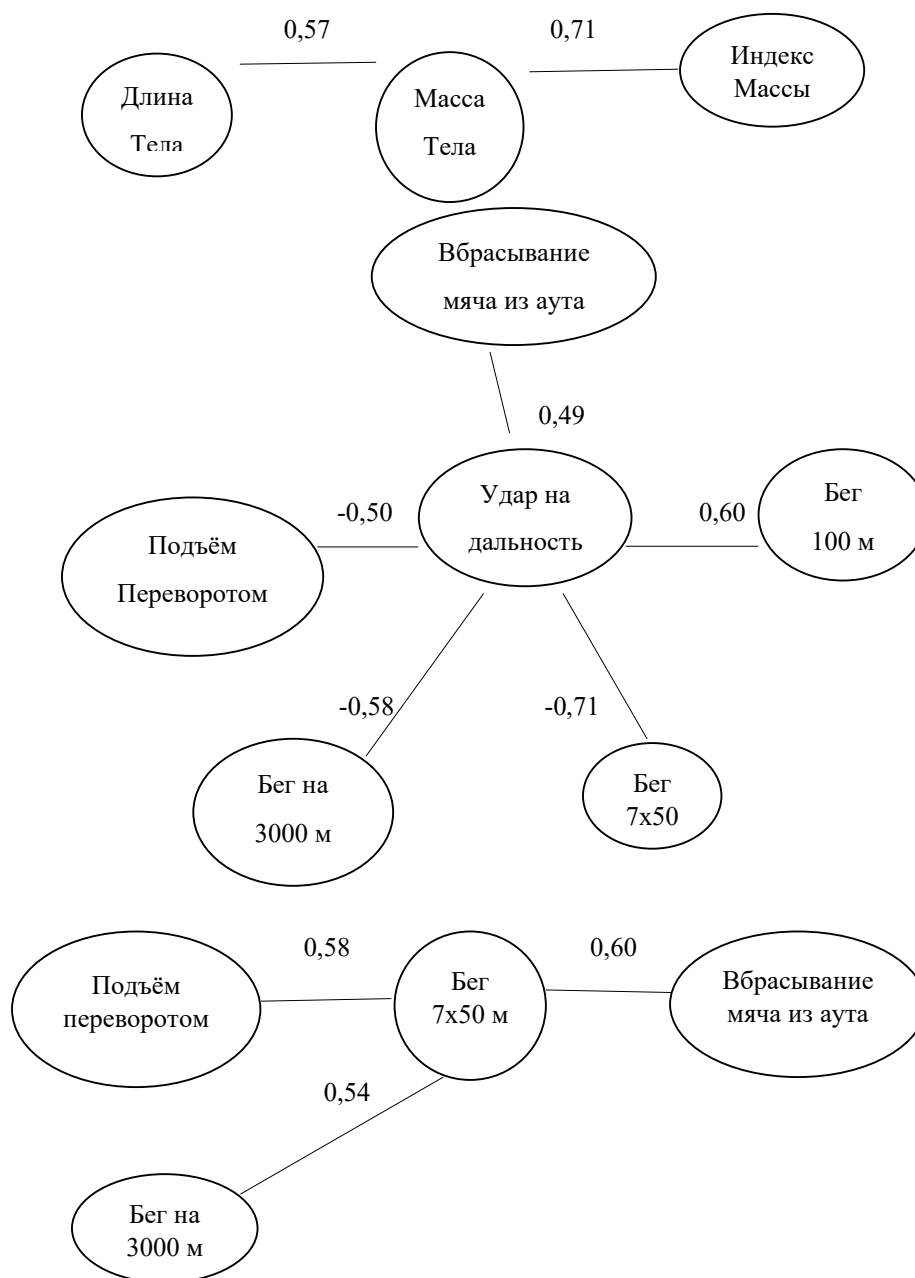 0,57
0,71
Длина
Тела
Масса
Тела
Индекс
Массы
Вбрасывание
мяча из аута
0,49
Удар на
дальность
-0,50
0,60
Бег
100 м
Подъём
Переворотом
-0,58
-0,71
Бег на
3000 м
Бег
7х50
0,58
0,60
Подъём
переворотом
Бег
7х50 м
Вбрасывание
мяча из аута
0,54
Бег на
3000 м